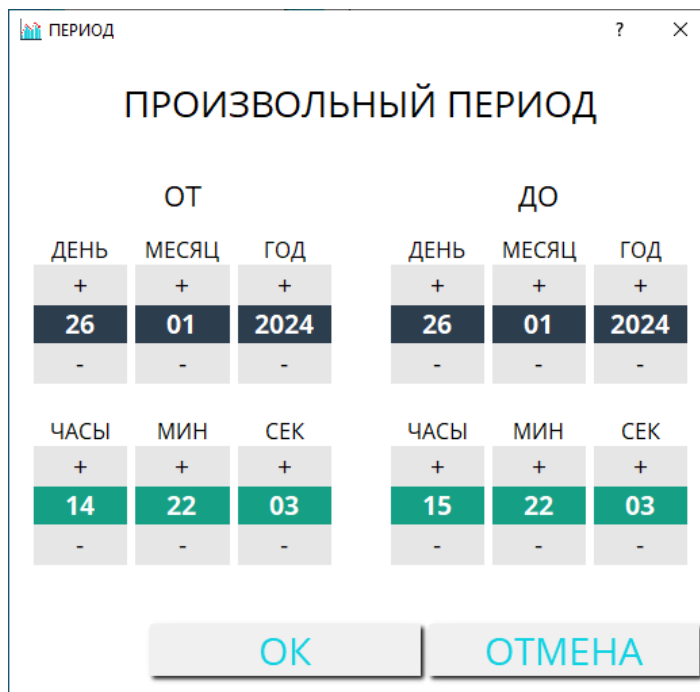 ПЕРИОД ?
ПРОИЗВОЛЬНЫЙ ПЕРИОД
ОТ ДО
ДЕНЬ МЕСЯЦ ГОД ДЕНЬ МЕСЯЦ ГОД
+ + + + + +
26 01 2024 26 01 2024
- - - - - -
ЧАСЫ МИН СЕК ЧАСЫ МИН СЕК
+ + + + + +
14 22 03 15 22 03
- - - - - -
ОК ОТМЕНА